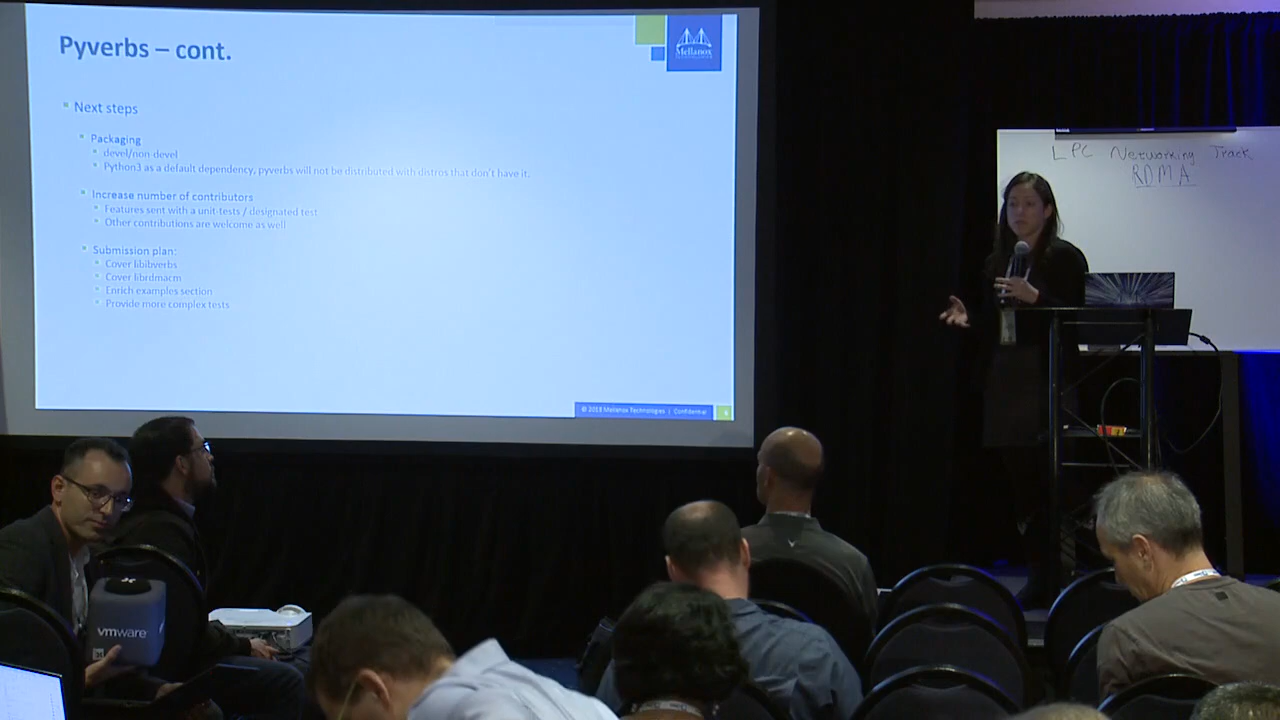 Pyverbs – cont.
Mellanox
Next steps
Packaging
devel/non-devel
Python3 as a default dependency, pyverbs will not be distributed with distros that don't have it.
Increase number of contributors
Features sent with a unit-tests / designated test
Other contributions are welcome as well
Submission plan:
Cover libibverbs
Cover librdmacm
Enrich examples section
Provide more complex tests
© 2018 Mellanox Technologies | Confidential
LPC Networking Track
RDMA
vmware